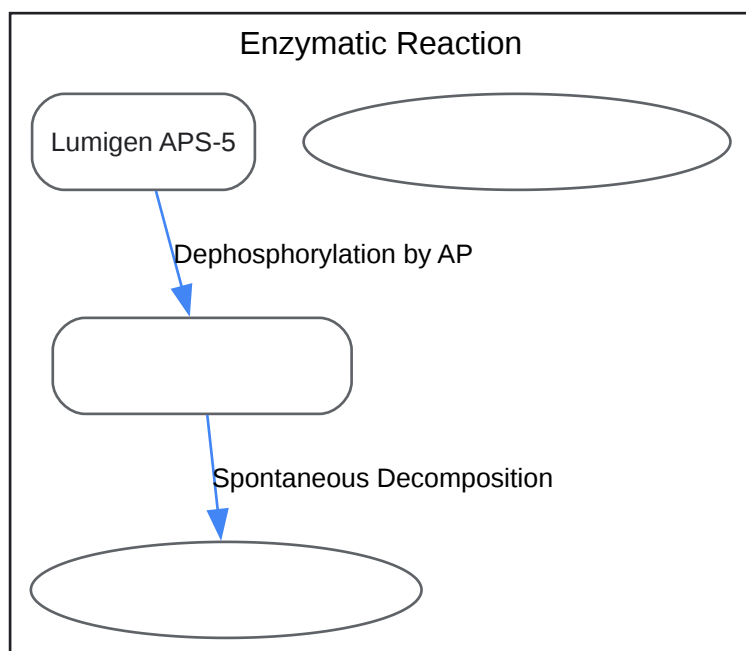 Enzymatic Reaction
Lumigen APS-5
Dephosphorylation by AP
Spontaneous Decomposition